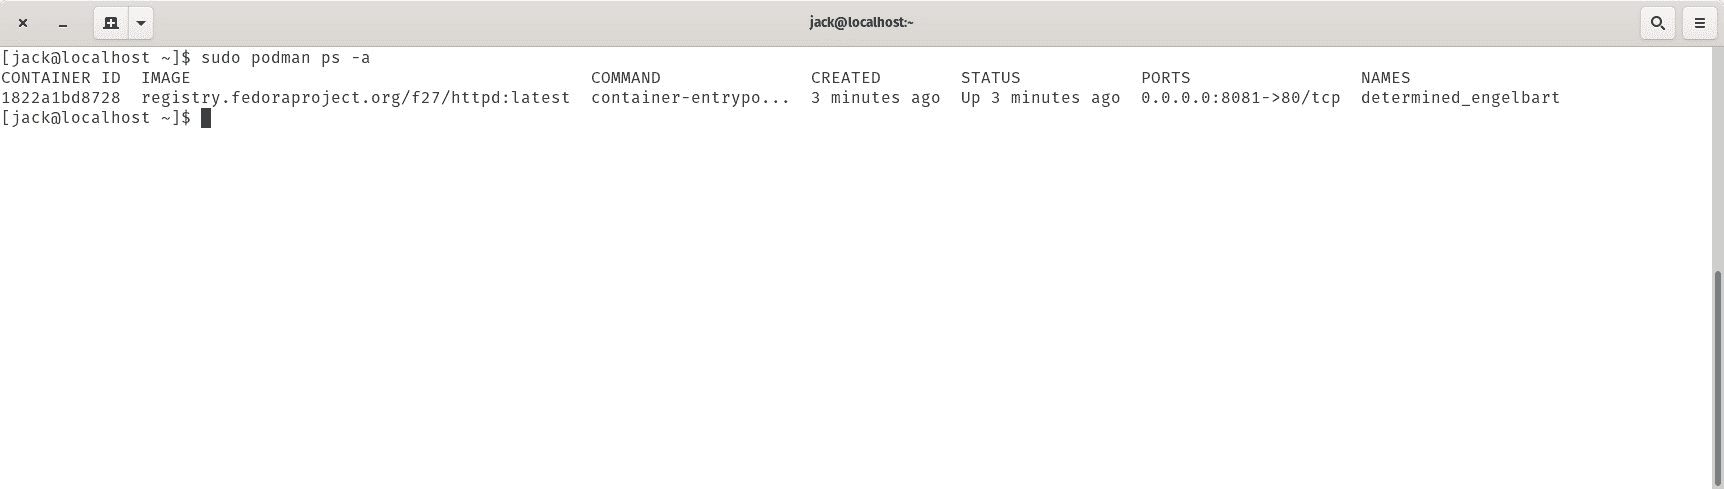 jack@localhost:~
[jack@localhost ~]$ sudo podman ps -a
CONTAINER ID  IMAGE                                        COMMAND               CREATED        STATUS            PORTS                 NAMES
1822a1bd8728  registry.fedoraproject.org/f27/httpd:latest  container-entrypo...  3 minutes ago  Up 3 minutes ago  0.0.0.0:8081->80/tcp  determined_engelbart
[jack@localhost ~]$